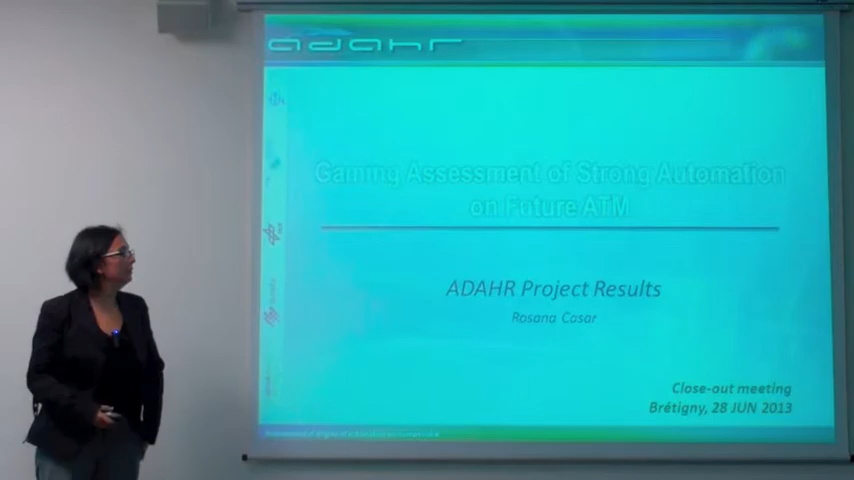 adahr
Gaming Assessment of Strong Automation
on Future ATM
ADAHR Project Results
Rosana Casar
Close-out meeting
Brétigny, 28 JUN 2013